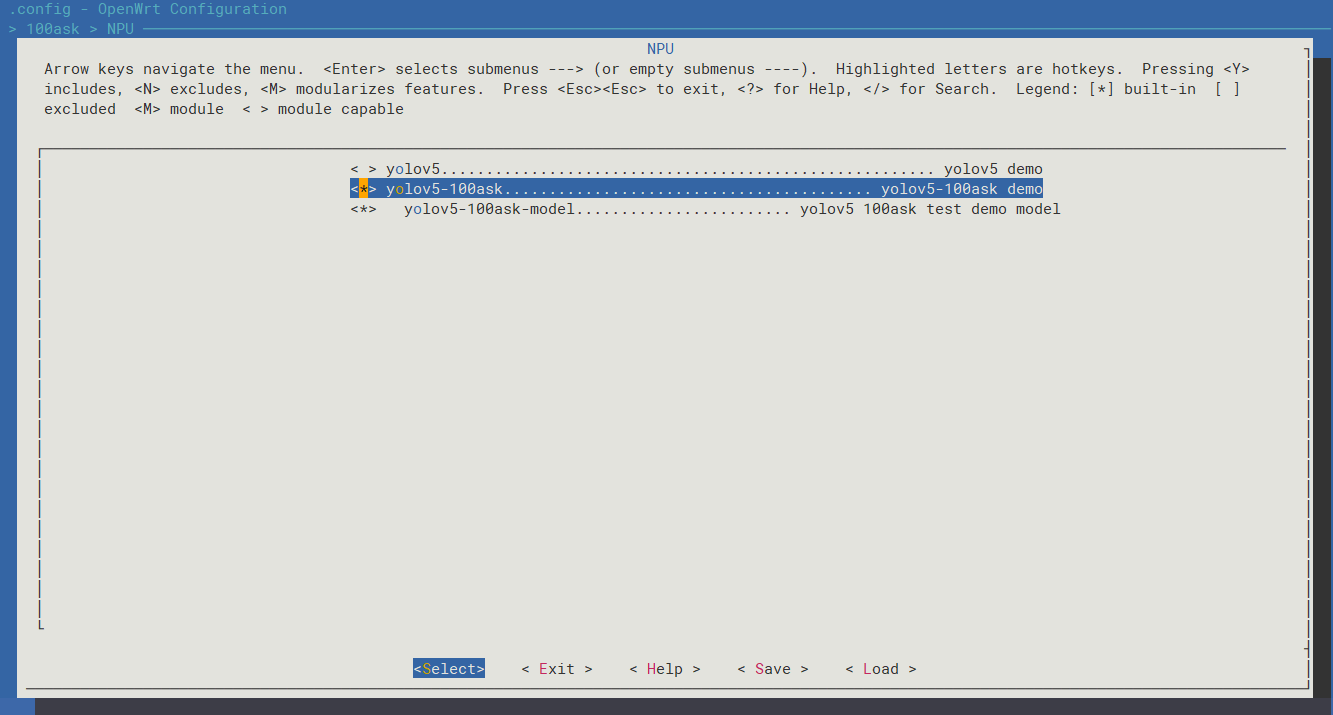 .config - OpenWrt Configuration
> 100ask > NPU
NPU
Arrow keys navigate the menu.  <Enter> selects submenus ---> (or empty submenus ----).  Highlighted letters are hotkeys.  Pressing <Y>
includes, <N> excludes, <M> modularizes features.  Press <Esc><Esc> to exit, <?> for Help, </> for Search.  Legend: [*] built-in  [ ]
excluded  <M> module  < > module capable
< > yolov5....................................................... yolov5 demo
<*> yolov5-100ask......................................... yolov5-100ask demo
<*>   yolov5-100ask-model........................ yolov5 100ask test demo model
<Select>    < Exit >    < Help >    < Save >    < Load >